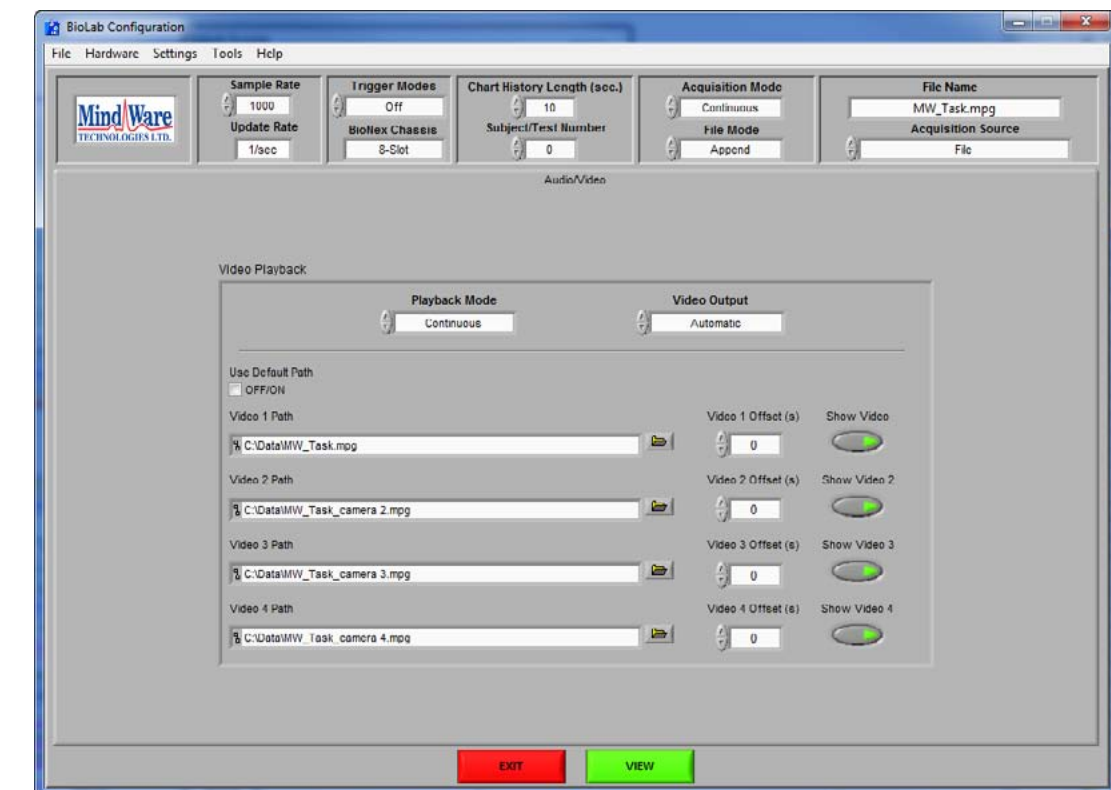 BioLab Configuration
File Hardware Settings Tools Help
MindWare
TECHNOLOGIES LTD.
Sample Rate
1000
Update Rate
1/sec
Trigger Modes
Off
BioNex Chassis
8-Slot
Chart History Length (sec.)
10
Subject/Test Number
0
Acquisition Mode
Continuous
File Mode
Append
File Name
MW_Task.mpg
Acquisition Source
File
Audio/Video
Video Playback
Playback Mode
Continuous
Video Output
Automatic
Use Default Path
OFF/ON
Video 1 Path Video 1 Offset (s) Show Video
C:\Data\MW_Task.mpg 0
Video 2 Path Video 2 Offset (s) Show Video 2
C:\Data\MW_Task_camera 2.mpg 0
Video 3 Path Video 3 Offset (s) Show Video 3
C:\Data\MW_Task_camera 3.mpg 0
Video 4 Path Video 4 Offset (s) Show Video 4
C:\Data\MW_Task_camera 4.mpg 0
EXIT VIEW